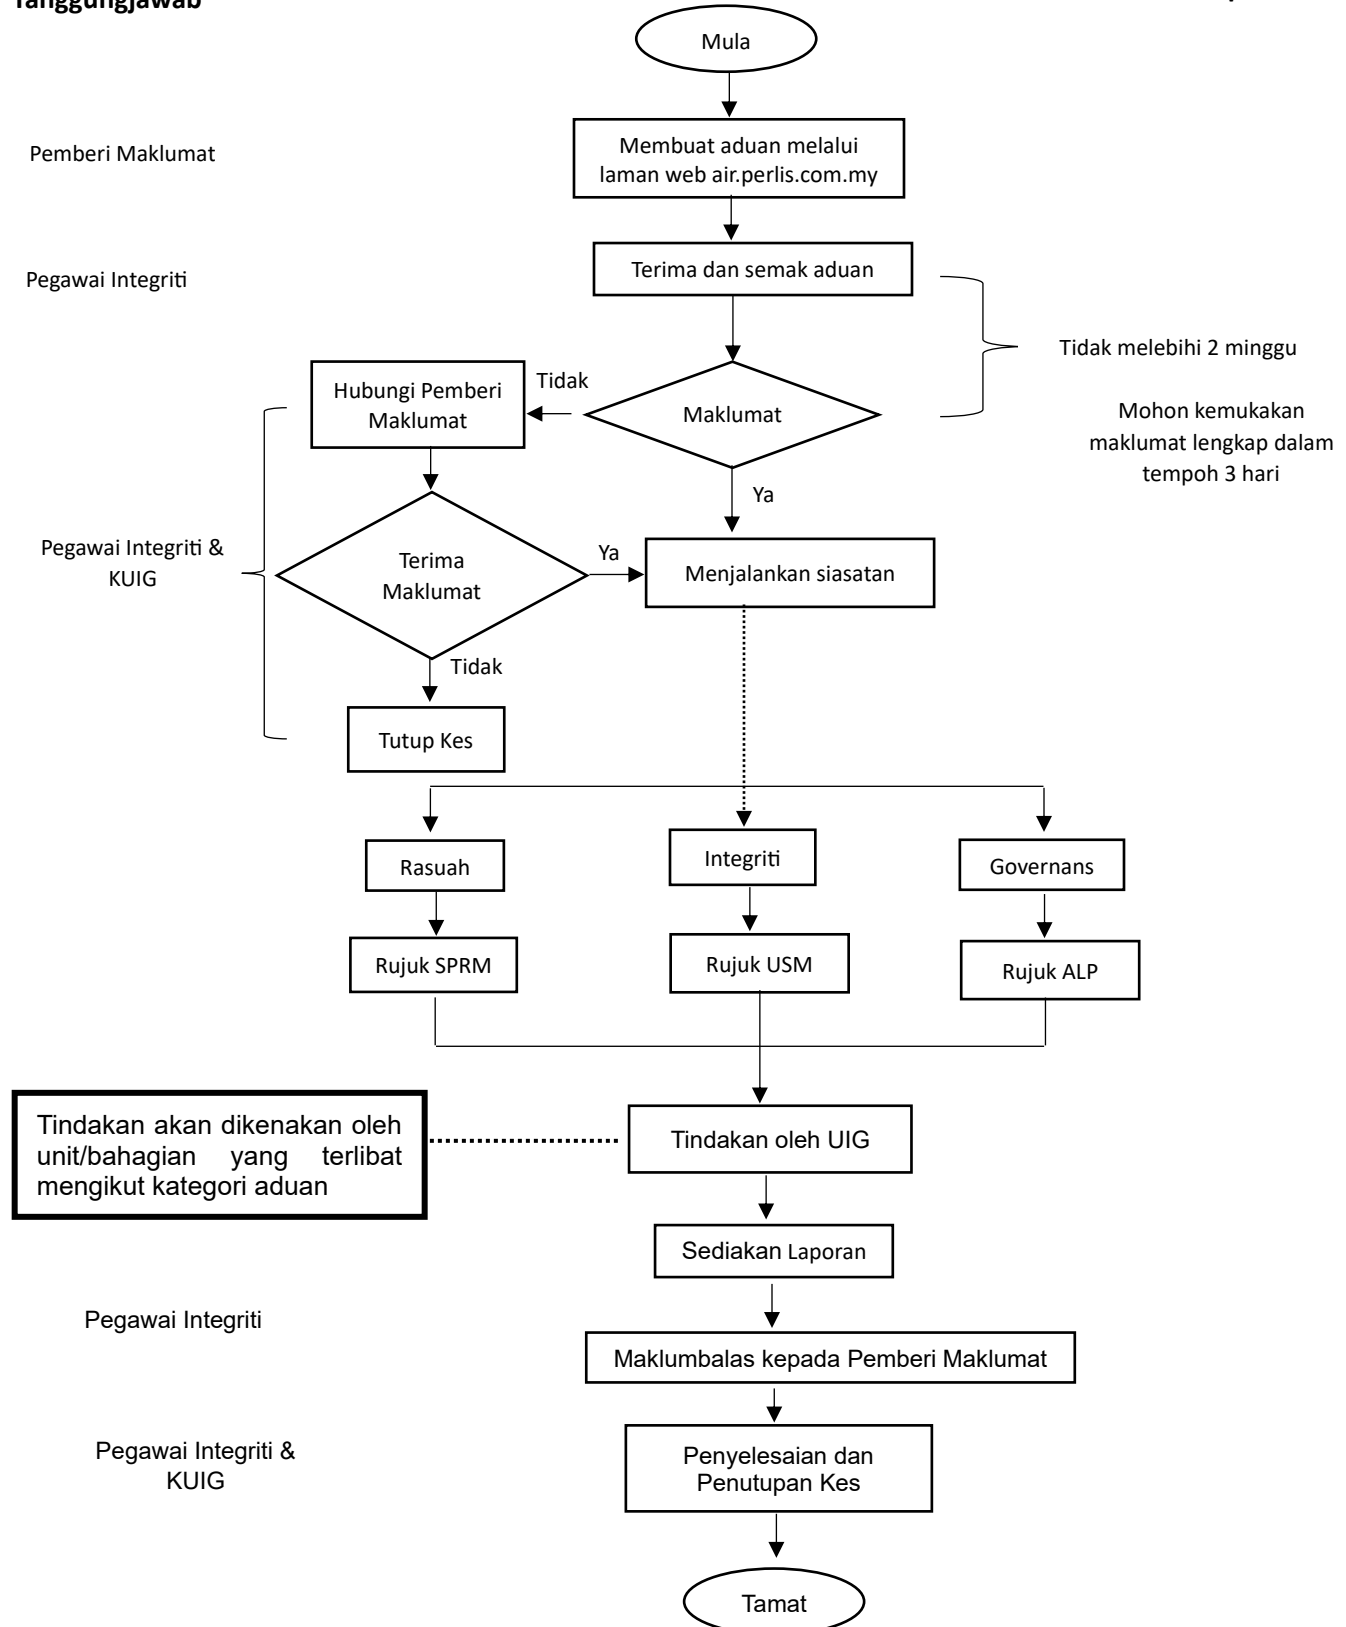 Tanggungjawab
Mula
Pemberi Maklumat
Membuat aduan melalui
laman web air.perlis.com.my
Pegawai Integriti
Terima dan semak aduan
Tidak melebihi 2 minggu
Hubungi Pemberi
Maklumat
Tidak
Maklumat
Mohon kemukakan
maklumat lengkap dalam
tempoh 3 hari
Ya
Pegawai Integriti &
KUIG
Terima
Maklumat
Ya
Menjalankan siasatan
Tidak
Tutup Kes
Rasuah
Integriti
Governans
Rujuk SPRM
Rujuk USM
Rujuk ALP
Tindakan akan dikenakan oleh
unit/bahagian yang terlibat
mengikut kategori aduan
Tindakan oleh UIG
Sediakan Laporan
Pegawai Integriti
Maklumbalas kepada Pemberi Maklumat
Pegawai Integriti &
KUIG
Penyelesaian dan
Penutupan Kes
Tamat